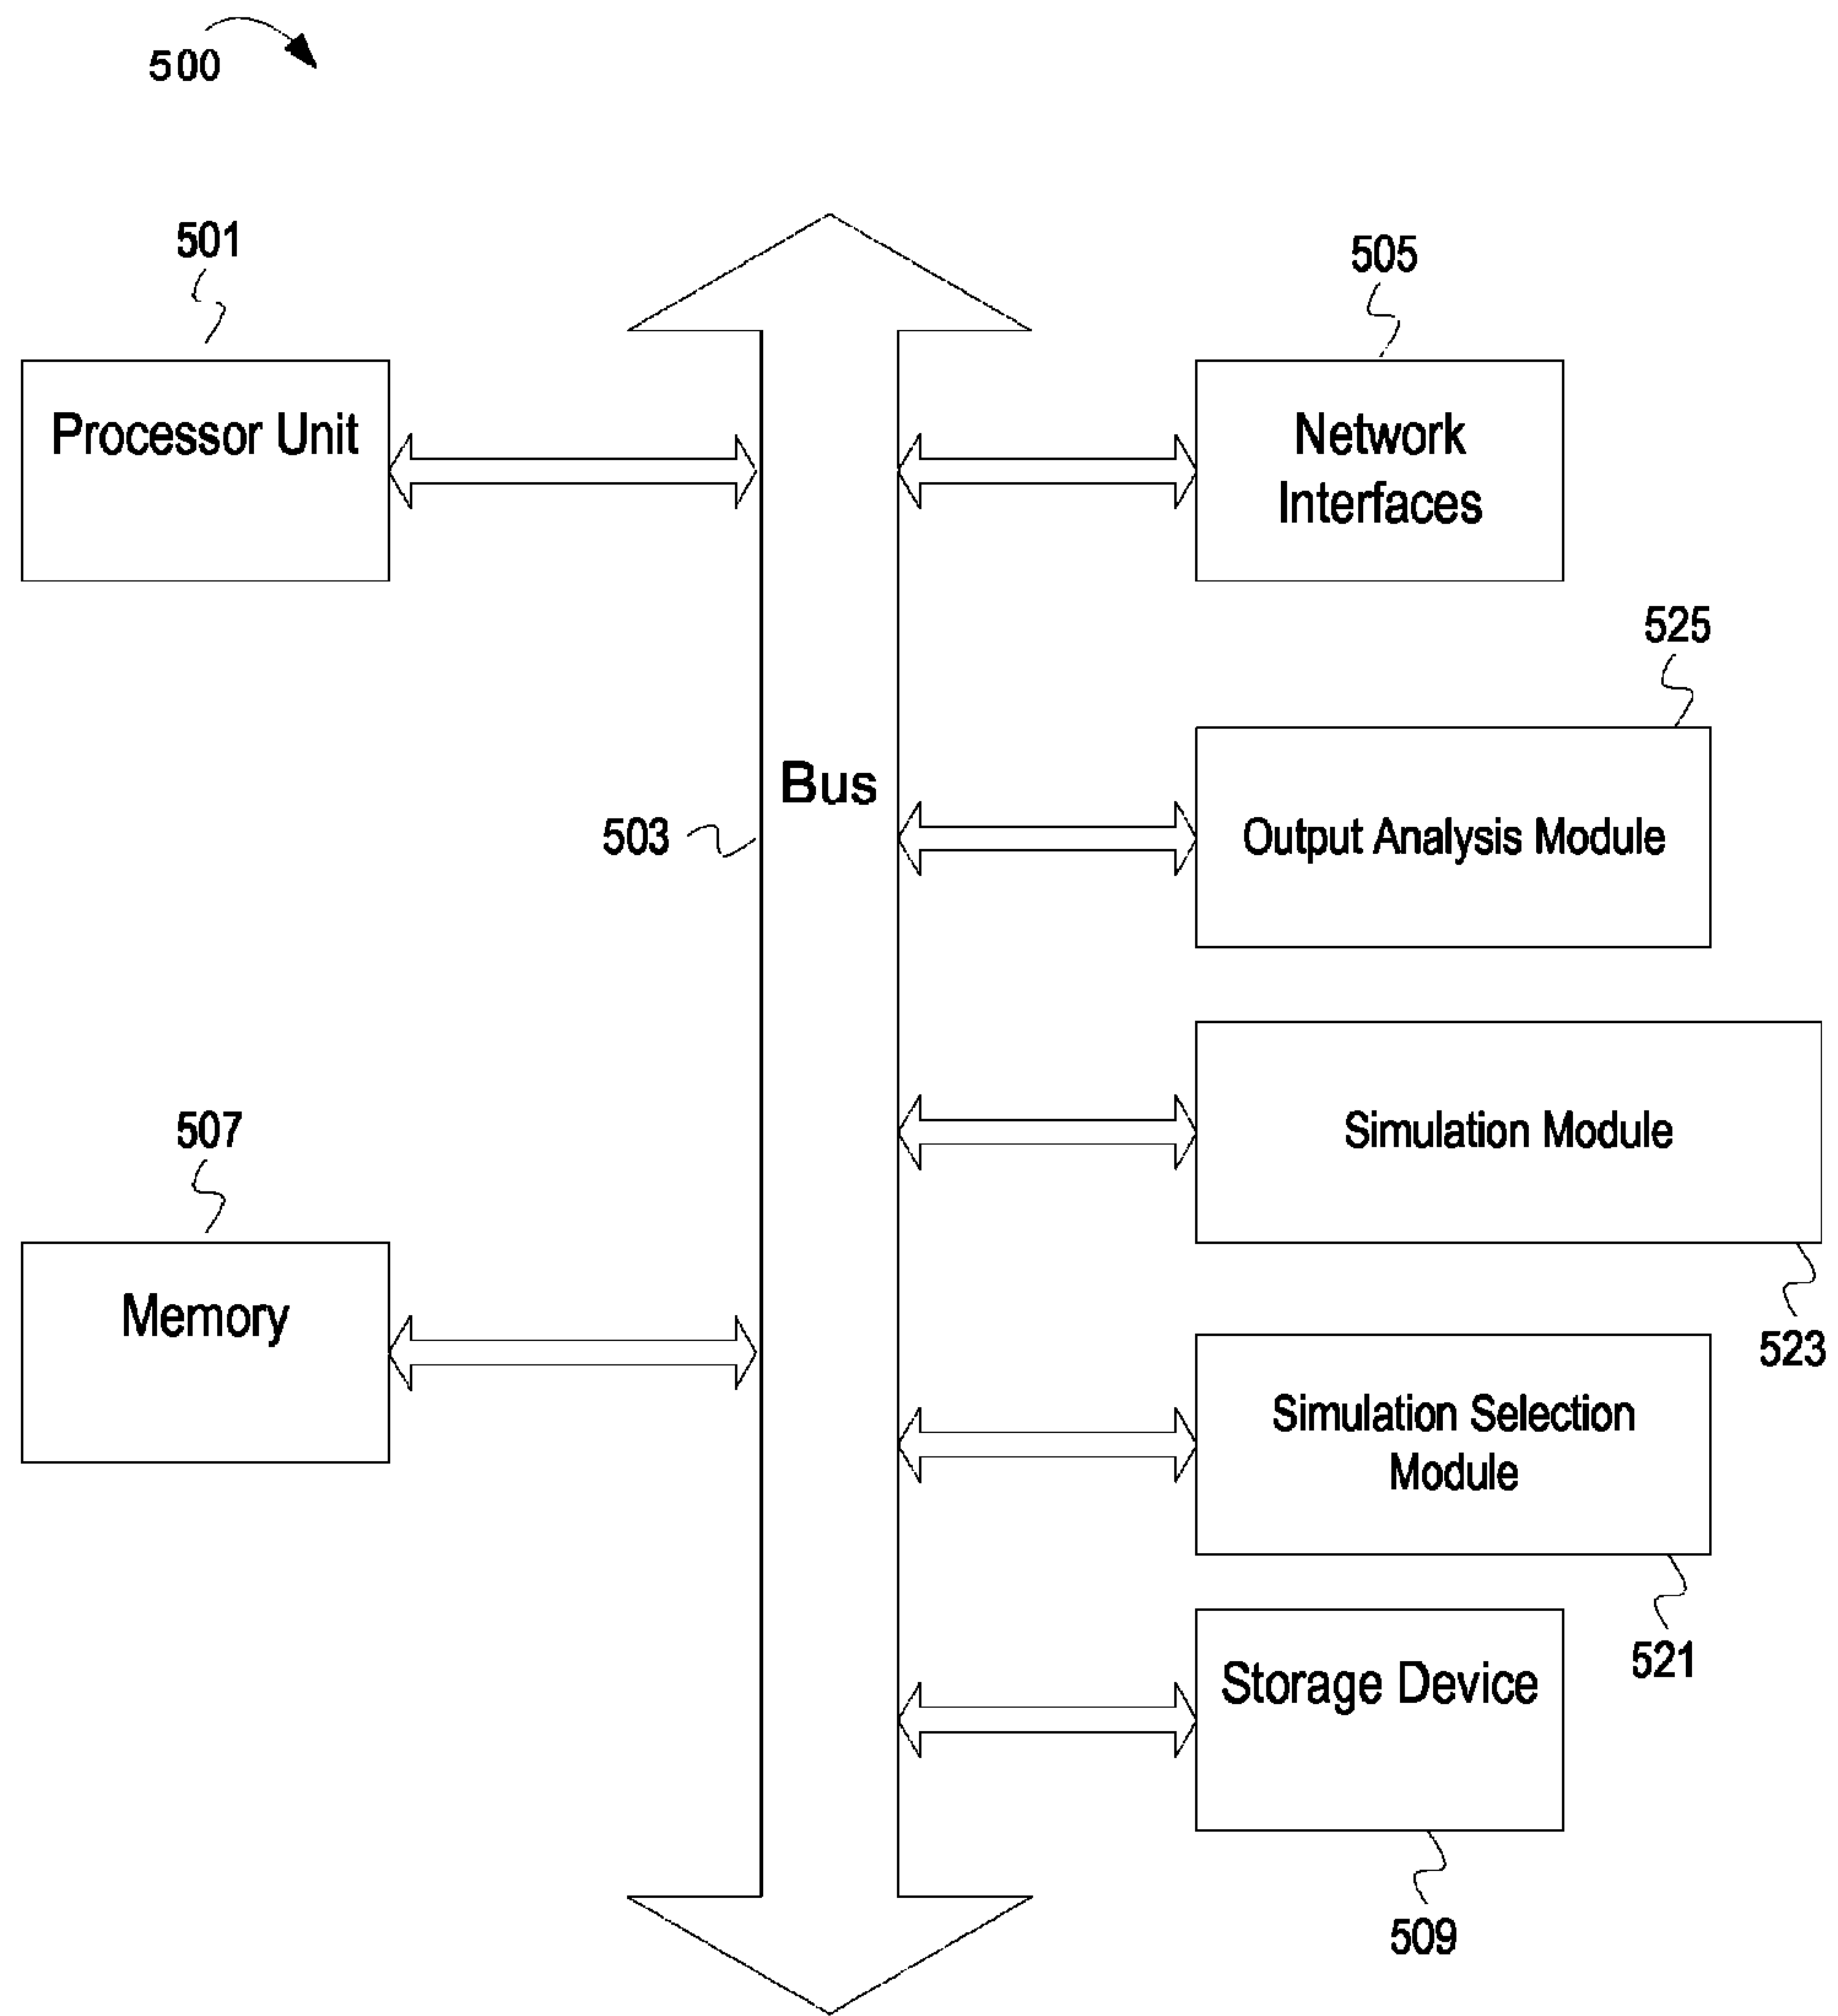 500
501
Processor Unit
505
Network
Interfaces
525
Bus
503
Output Analysis Module
507
Memory
Simulation Module
523
Simulation Selection
Module
521
Storage Device
509